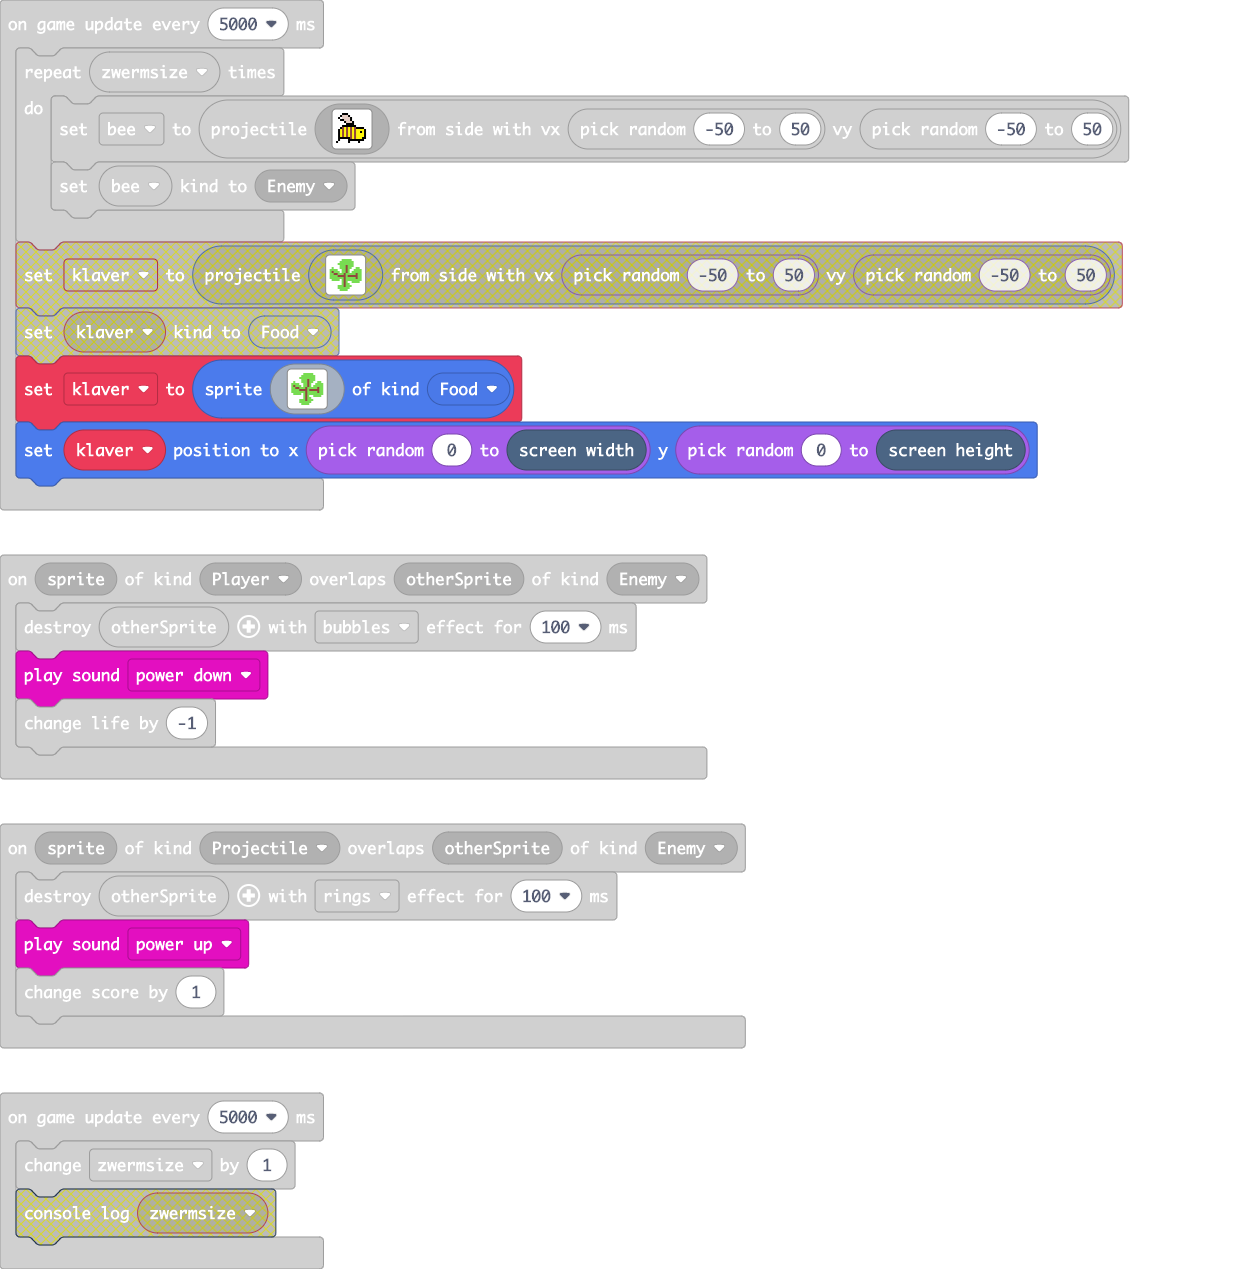 on game update every 5000 ms
repeat zwermsize times
do
set bee to projectile from side with vx pick random -50 to 50 vy pick random -50 to 50
set bee kind to Enemy
set klaver to projectile from side with vx pick random -50 to 50 vy pick random -50 to 50
set klaver kind to Food
set klaver to sprite of kind Food
set klaver position to x pick random 0 to screen width y pick random 0 to screen height
on sprite of kind Player overlaps otherSprite of kind Enemy
destroy otherSprite with bubbles effect for 100 ms
play sound power down
change life by -1
on sprite of kind Projectile overlaps otherSprite of kind Enemy
destroy otherSprite with rings effect for 100 ms
play sound power up
change score by 1
on game update every 5000 ms
change zwermsize by 1
console log zwermsize